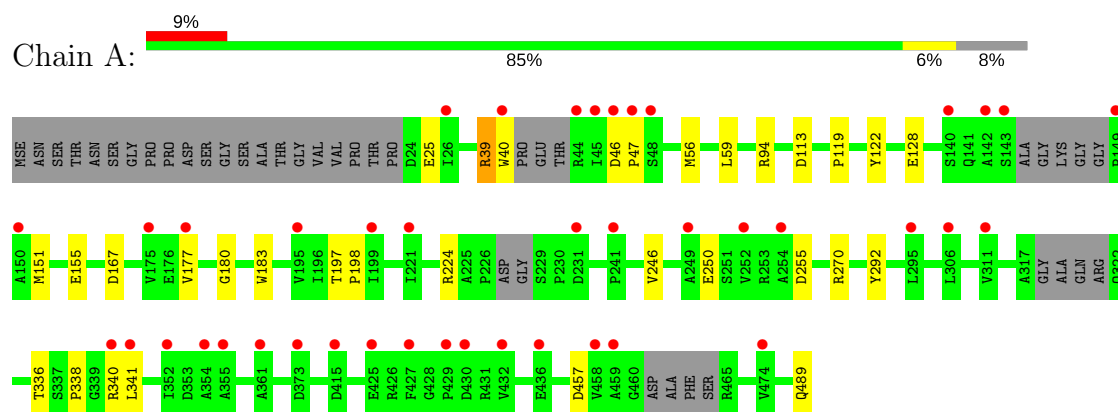 9%
Chain A:
85% 6% 8%
MSE ASN SER THR ASN SER GLY PRO PRO ASP SER GLY SER ALA THR GLY VAL VAL PRO THR PRO D24 E25 I26 R39 W40 PRO GLU THR R44 I45 D46 P47 S48 M56 L59 R94 D113 P119 Y122 E128 S140 Q141 A142 S143 ALA GLY LYS GLY GLY
A150 M151 E155 D167 V175 E176 V177 G180 W183 V195 I196 T197 P198 I199 I221 R224 A225 P226 ASP GLY S229 P230 D231 P241 V246 A249 E250 S251 V252 R253 A254 D255 R270 Y292 L295 L306 V311 A317 GLY ALA GLN ARG
T336 S337 P338 G339 R340 L341 I352 D353 A354 A355 A361 D373 D415 E425 R426 F427 G428 P429 D430 R431 V432 E436 D457 V458 A459 G460 ASP ALA PHE SER R465 V474 Q489